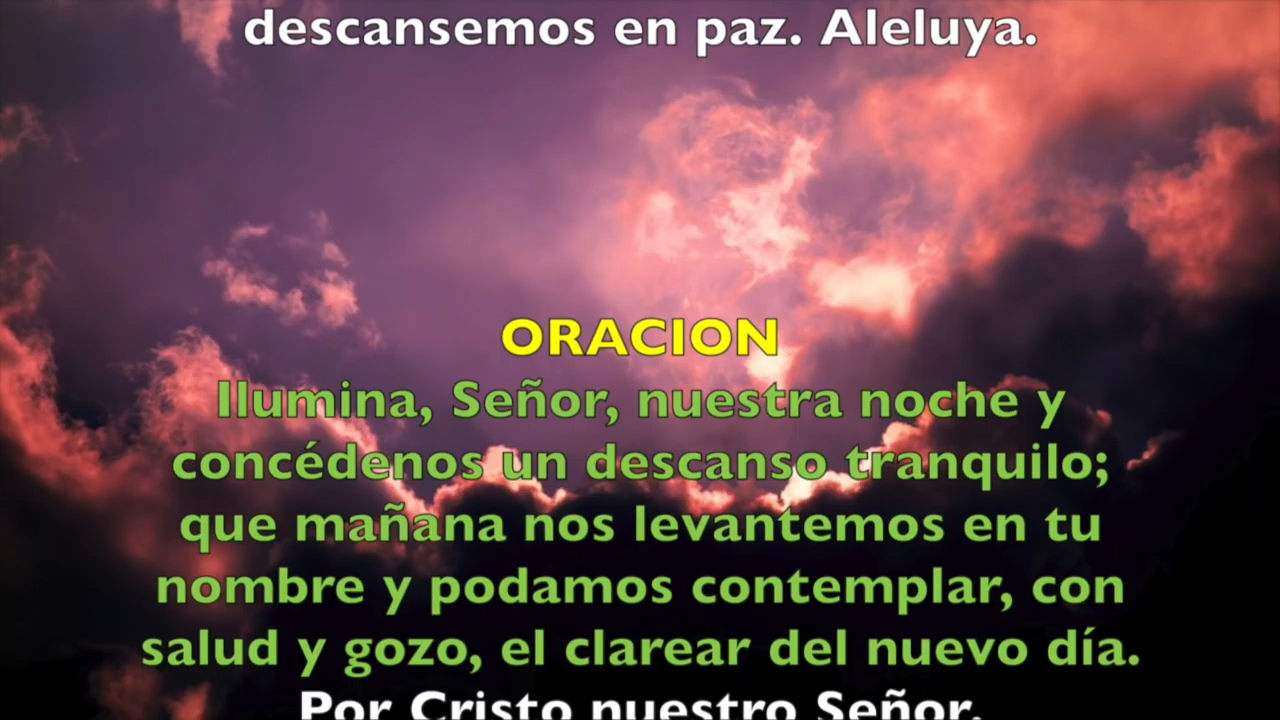 descansemos en paz. Aleluya.
ORACION
Ilumina, Señor, nuestra noche y
concédenos un descanso tranquilo;
que mañana nos levantemos en tu
nombre y podamos contemplar, con
salud y gozo, el clarear del nuevo día.
Por Cristo nuestro Señor.